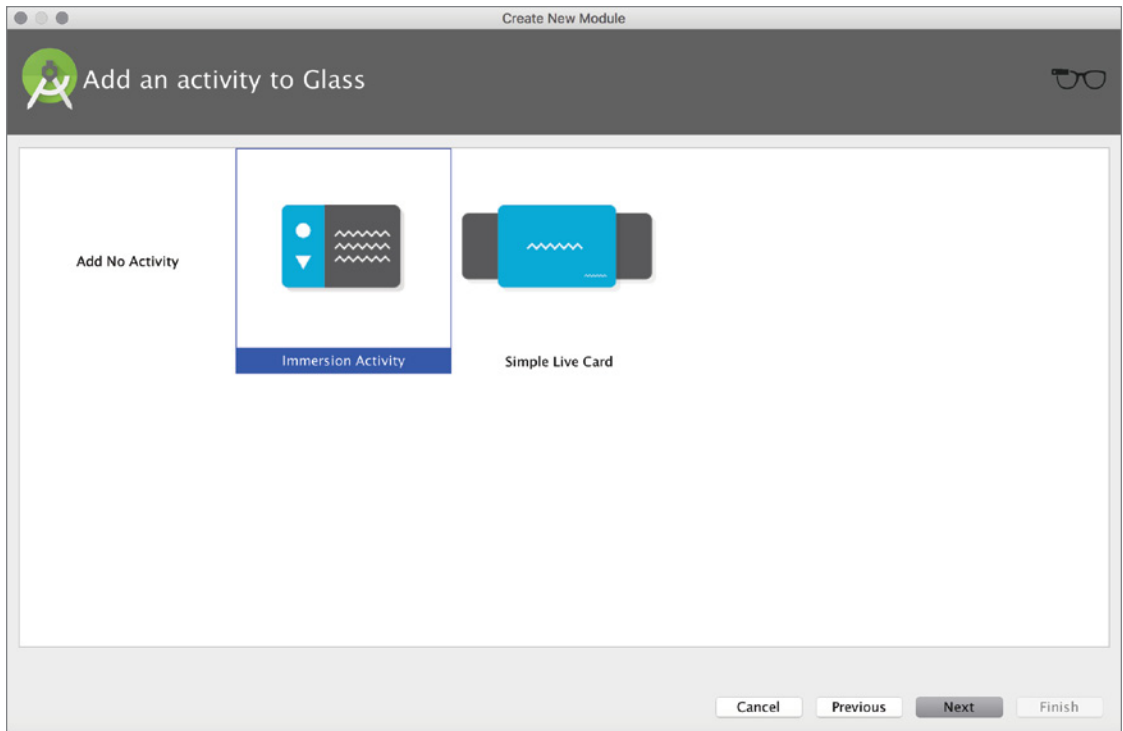 Create New Module
Add an activity to Glass
Add No Activity
Immersion Activity
Simple Live Card
Cancel
Previous
Next
Finish